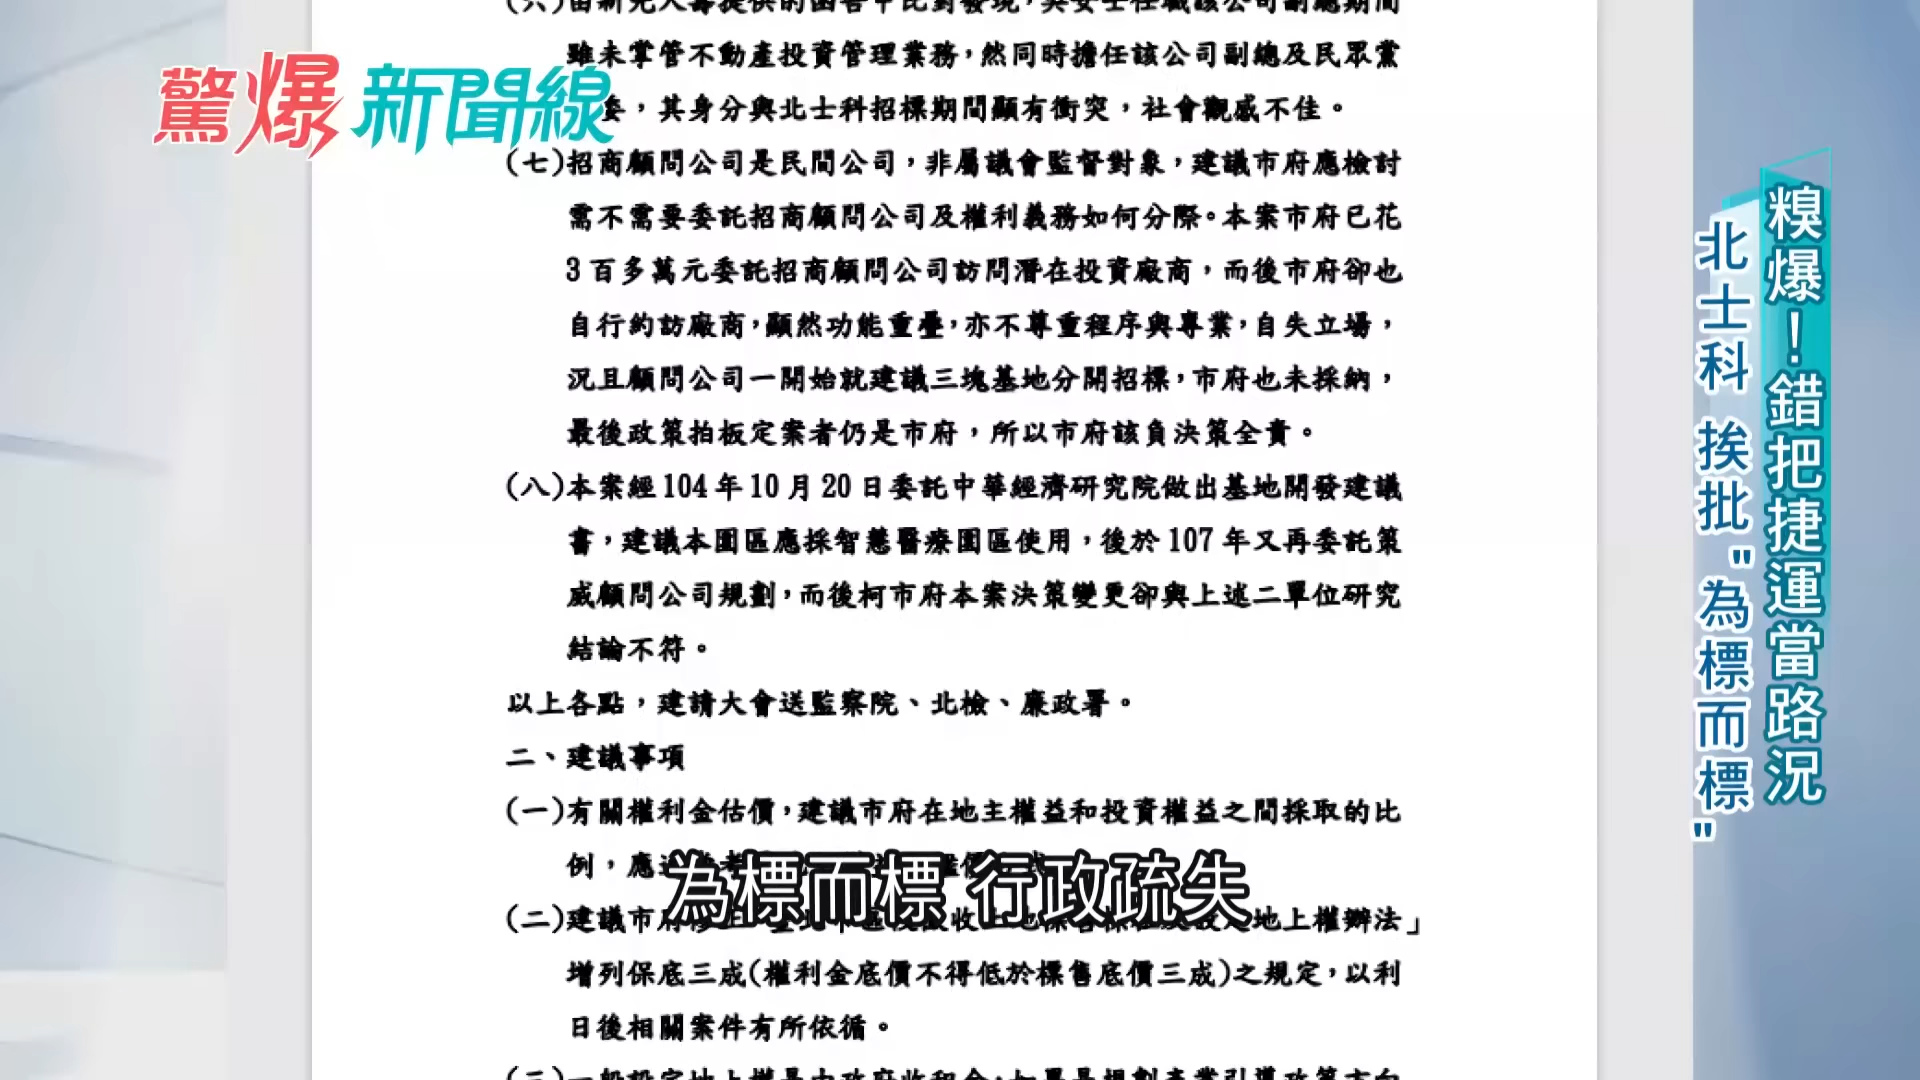 (六)由新光人壽提供的函
雖未掌管不動產投資管理業務,然同時擔任該公司副總及民眾黨
委,其身分與北士科招標期間顯有衝突,社會觀感不佳。
(七)招商顧問公司是民間公司,非屬議會監督對象,建議市府應檢討
需不需要委託招商顧問公司及權利義務如何分際。本案市府已花
3百多萬元委託招商顧問公司訪問潛在投資廠商,而後市府卻也
自行約訪廠商,顯然功能重疊,亦不尊重程序與專業,自失立場,
況且顧問公司一開始就建議三塊基地分開招標,市府也未採納,
最後政策拍板定案者仍是市府,所以市府該負決策全責。
(八)本案經104年10月20日委託中華經濟研究院做出基地開發建議
書,建議本園區應採智慧醫療園區使用,後於107年又再委託策
威顧問公司規劃,而後柯市府本案決策變更卻與上述二單位研究
結論不符。
以上各點,建請大會送監察院、北檢、廉政署。
二、建議事項
(一)有關權利金估價,建議市府在地主權益和投資權益之間採取的比
例,應
(二)建議市府修
地上權辦法」
增列保底三成(權利金底價不得低於標售底價三成)之規定,以利
日後相關案件有所依循。
驚爆新聞線
糗爆!錯把捷運當路況
北士科 挨批"為標而標"
為標而標 行政疏失